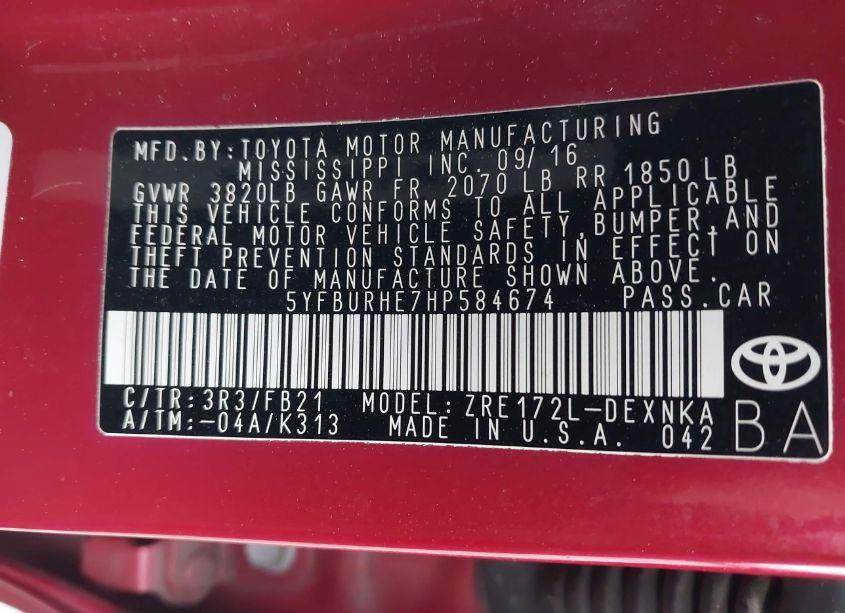 MFD.BY:TOYOTA MOTOR MANUFACTURING
MISSISSIPPI INC. 09/16
GVWR 3820LB GAWR FR 2070 LB RR 1850LB
THIS VEHICLE CONFORMS TO ALL APPLICABLE
FEDERAL MOTOR VEHICLE SAFETY,BUMPER,AND
THEFT PREVENTION STANDARDS IN EFFECT ON
THE DATE OF MANUFACTURE SHOWN ABOVE.
5YFBURHE7HP584674 PASS.CAR
C/TR:3R3/FB21 MODEL:ZRE172L-DEXNKA
A/TM:-04A/K313 MADE IN U.S.A. 042
BA